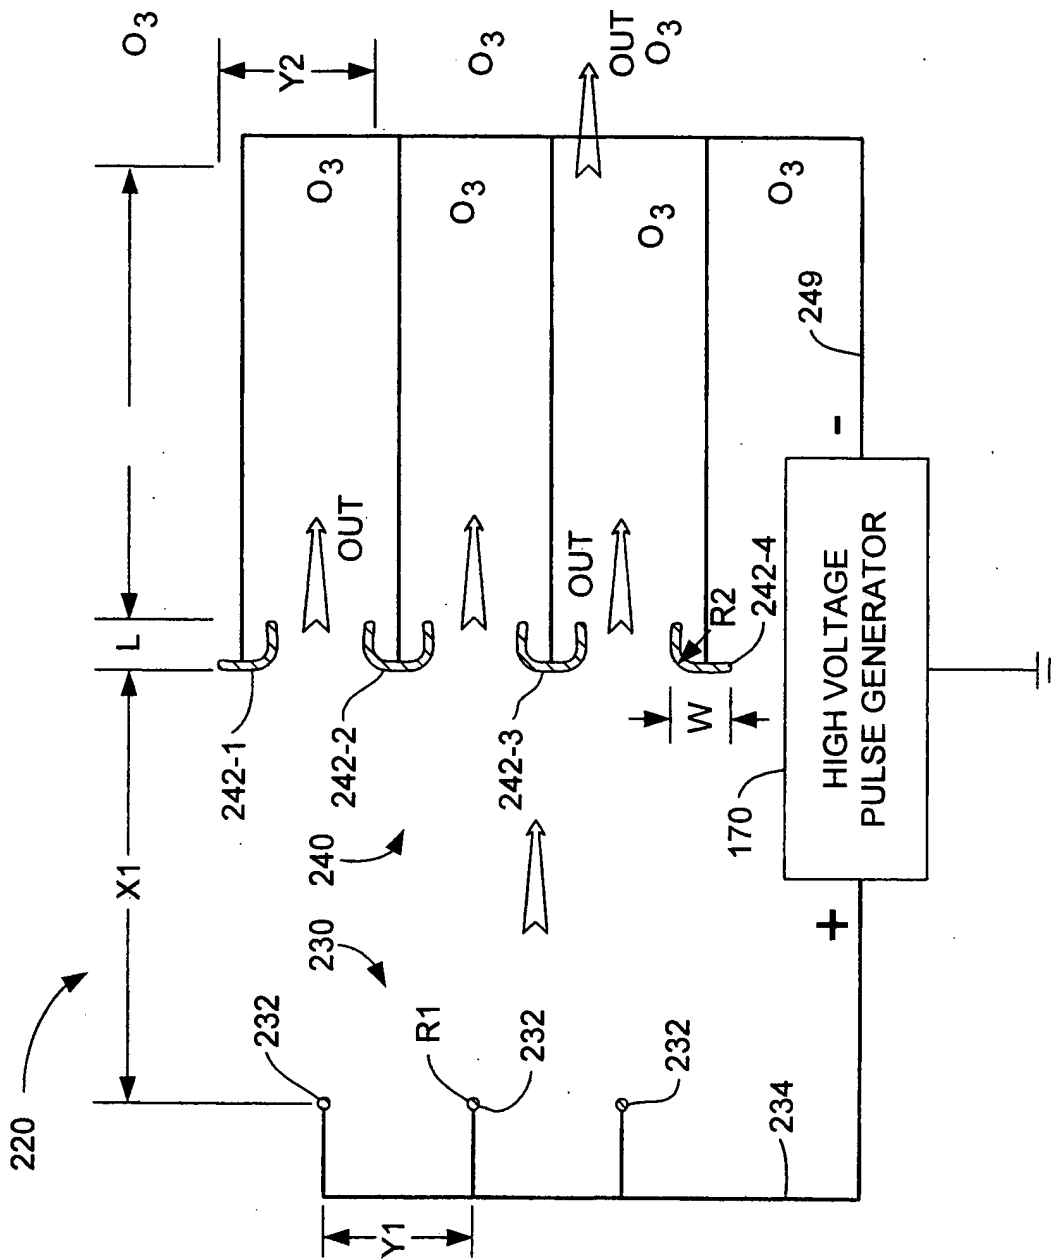 220
X1
L
O3
242-1
232
Y2
O3
230
240
242-2
OUT
Y1
R1
O3
O3
232
242-3
OUT
OUT
O3
O3
232
W
R2
234
170
242-4
O3
249
+
-
HIGH VOLTAGE
PULSE GENERATOR